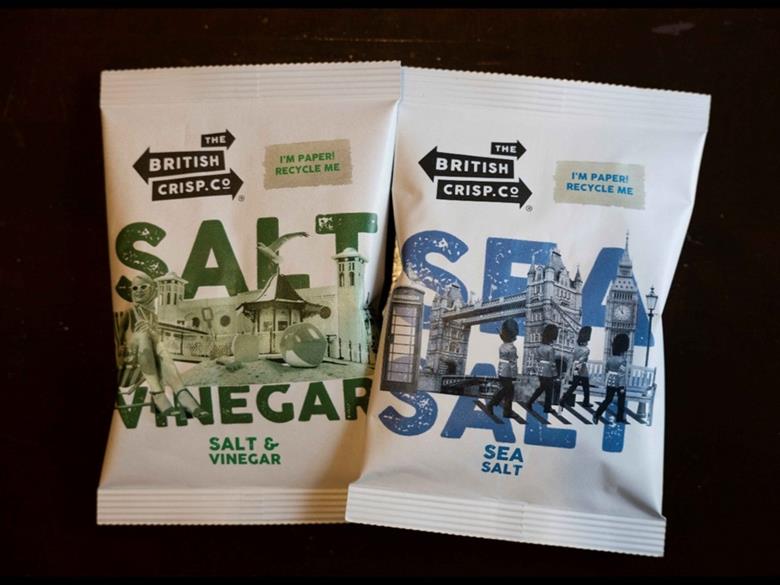 THE
BRITISH
CRISP.CO
®
I'M PAPER!
RECYCLE ME
SALT
VINEGAR
SALT &
VINEGAR
THE
BRITISH
CRISP.CO
®
I'M PAPER!
RECYCLE ME
SEA
SALT
SEA
SALT